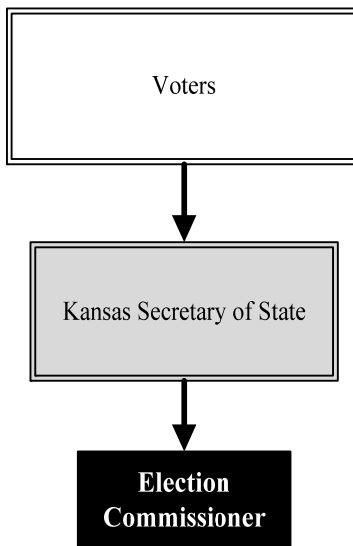 Voters
Kansas Secretary of State
Election
Commissioner